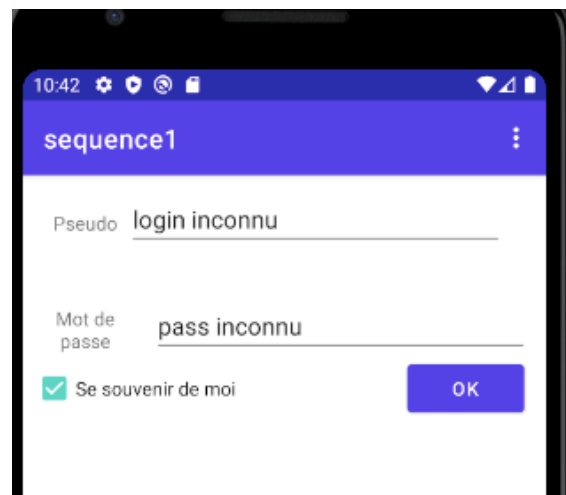 10:42
sequence1
Pseudo login inconnu
Mot de
passe
pass inconnu
Se souvenir de moi
OK